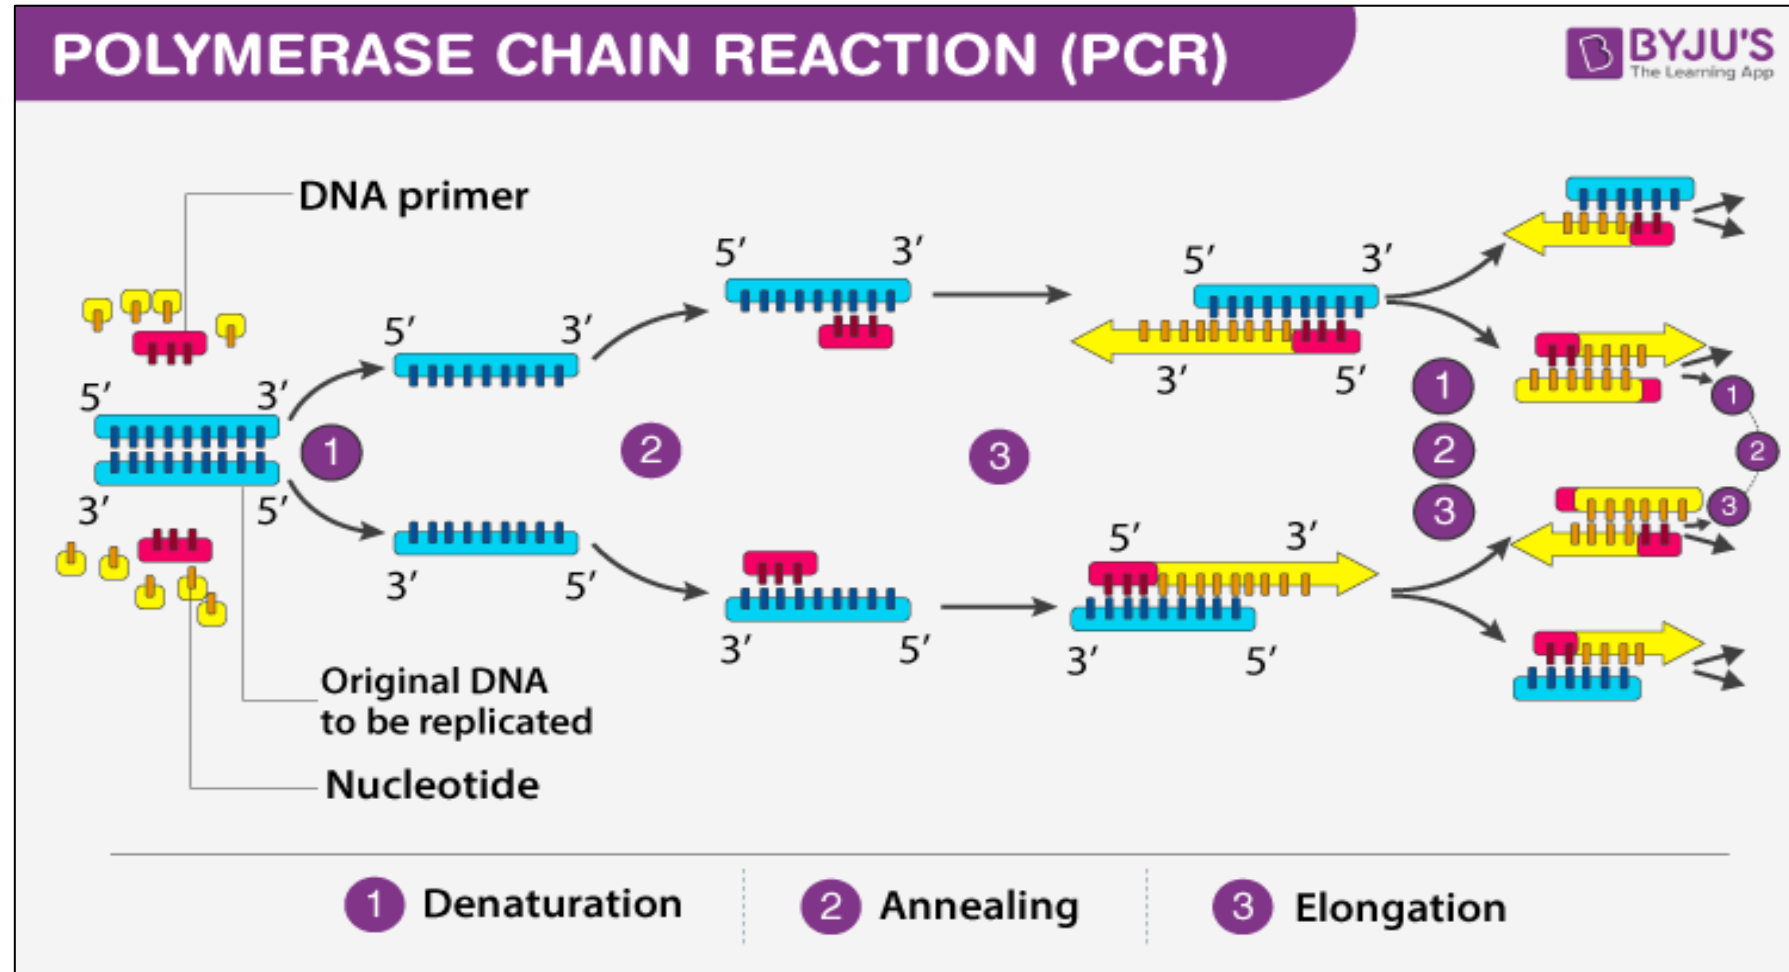 POLYMERASE CHAIN REACTION (PCR)
BYJU'S
The Learning App
DNA primer
5′ 3′
3′ 5′
1
5′ 3′
3′ 5′
2
5′ 3′
3′ 5′
3
5′ 3′
3′ 5′
5′ 3′
3′ 5′
1
2
3
1
2
3
Original DNA
to be replicated
Nucleotide
1 Denaturation
2 Annealing
3 Elongation